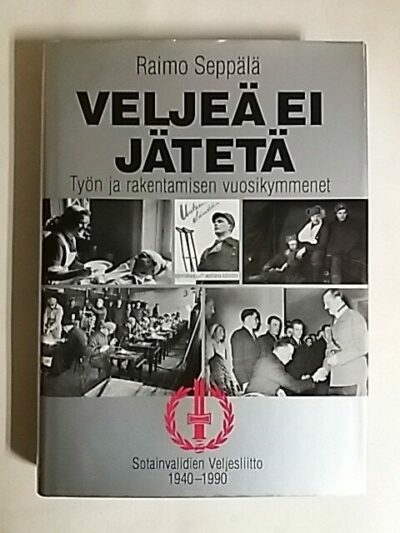 Raimo Seppälä
VELJEÄ EI
JÄTETÄ
Työn ja rakentamisen vuosikymmenet
Sotainvalidien Veljesliitto
1940–1990